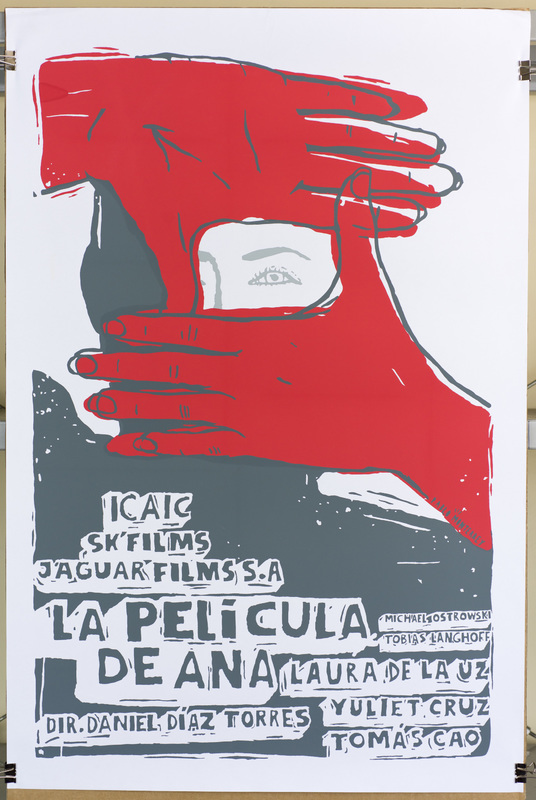 ICAIC
SK FILMS
JAGUAR FILMS S.A
LA PELÍCULA
DE ANA
DIR. DANIEL DÍAZ TORRES
MICHAEL OSTROWSKI
TOBIAS LANGHOFF
LAURA DE LA UZ
YULIET CRUZ
TOMÁS CAO